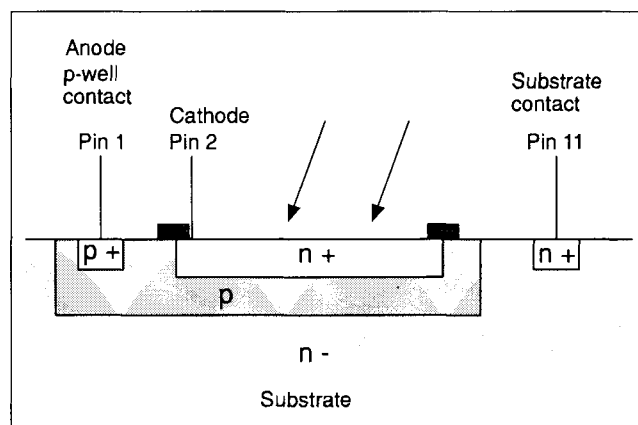 Anode
p-well
contact
Pin 1
Cathode
Pin 2
Substrate
contact
Pin 11
p +
n +
n +
p
n -
Substrate